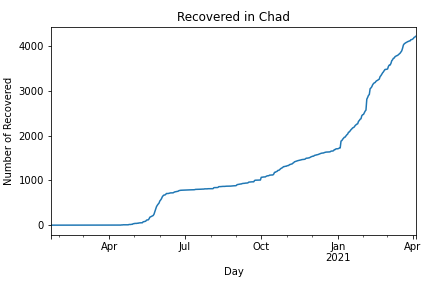 Recovered in Chad
Number of Recovered
4000
3000
2000
1000
0
Apr
Jul
Oct
Jan
2021
Apr
Day